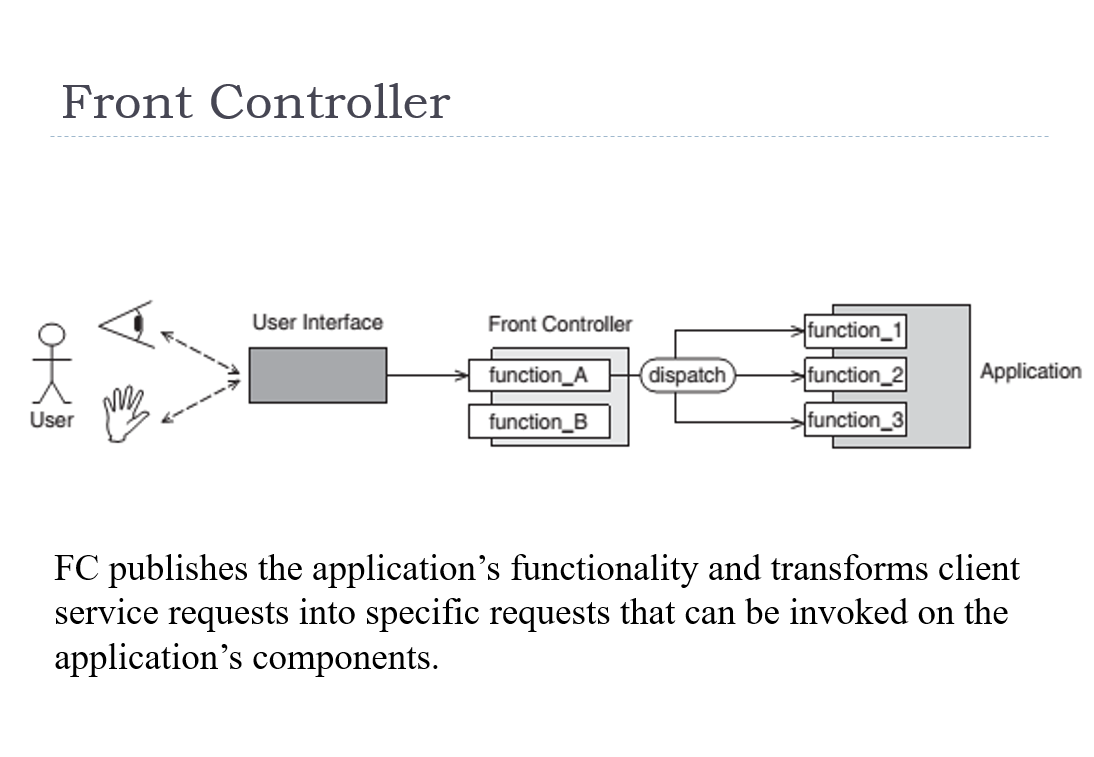 Front Controller
User Interface
Front Controller
function_A
function_B
dispatch
function_1
function_2
function_3
Application
User
FC publishes the application’s functionality and transforms client
service requests into specific requests that can be invoked on the
application’s components.